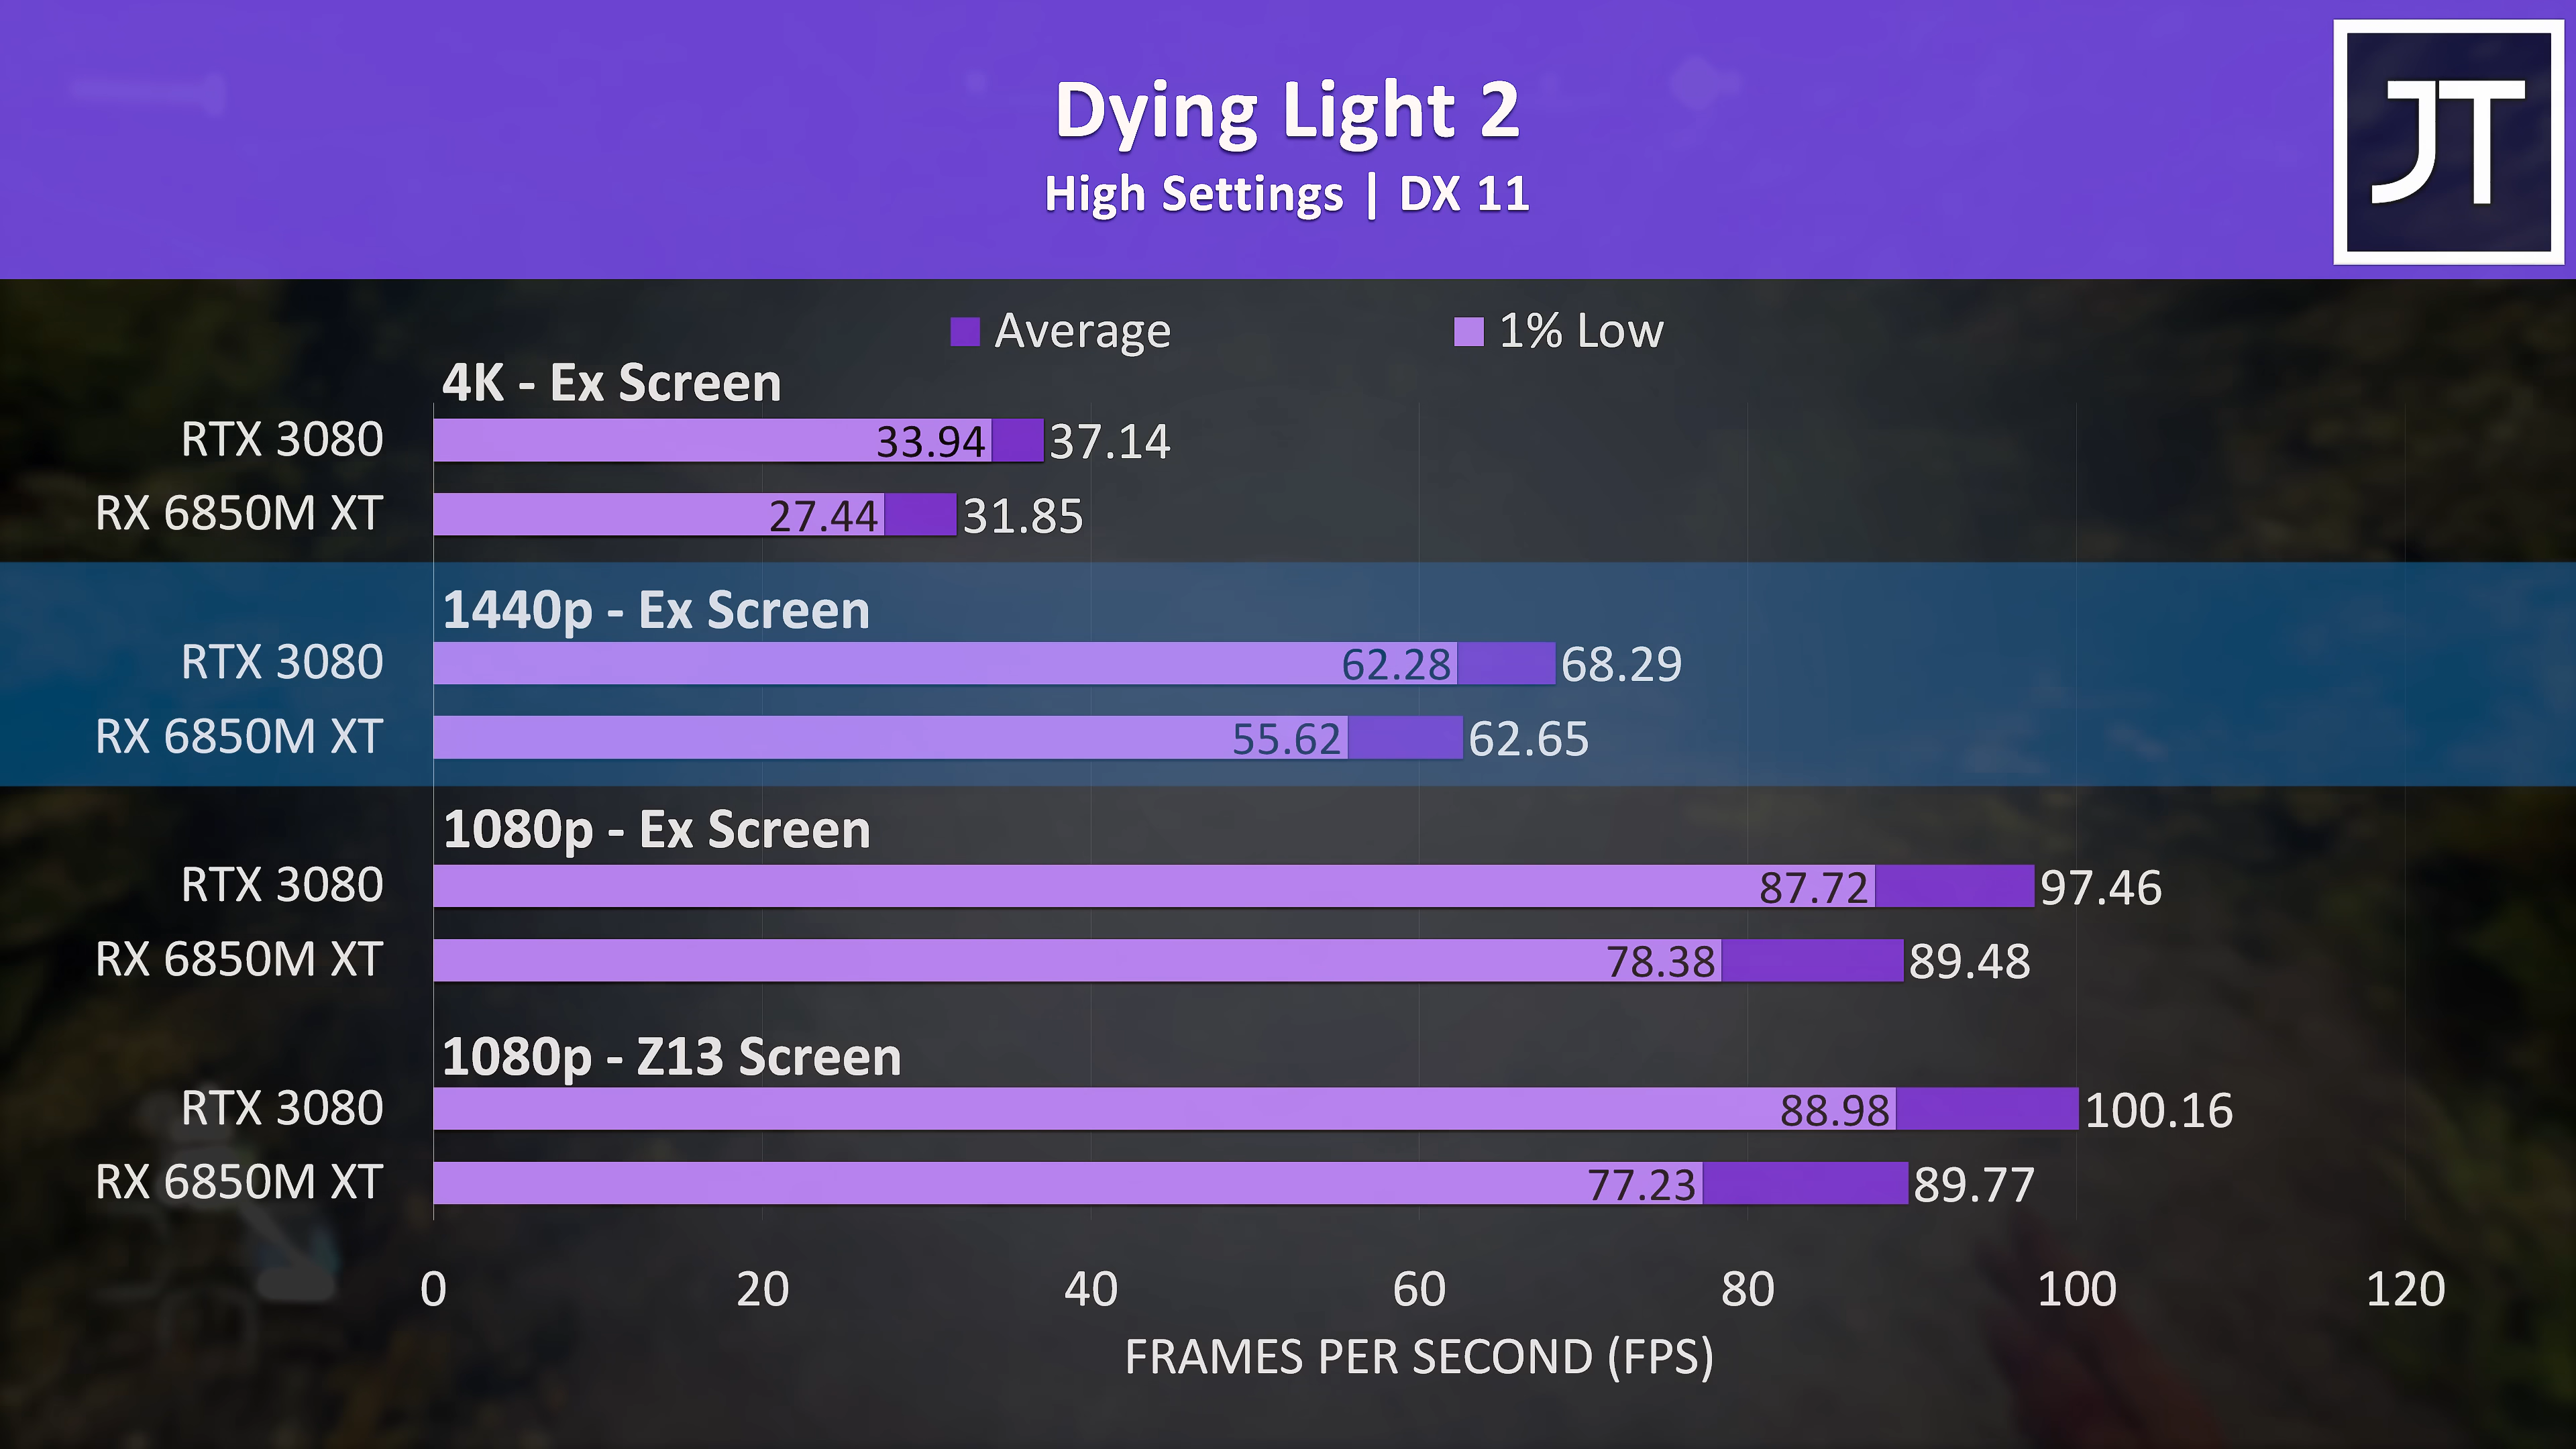 Dying Light 2
High Settings | DX 11
JT
Average 1% Low
4K - Ex Screen
RTX 3080 33.94 37.14
RX 6850M XT 27.44 31.85
1440p - Ex Screen
RTX 3080 62.28 68.29
RX 6850M XT 55.62 62.65
1080p - Ex Screen
RTX 3080 87.72 97.46
RX 6850M XT 78.38 89.48
1080p - Z13 Screen
RTX 3080 88.98 100.16
RX 6850M XT 77.23 89.77
0 20 40 60 80 100 120
FRAMES PER SECOND (FPS)